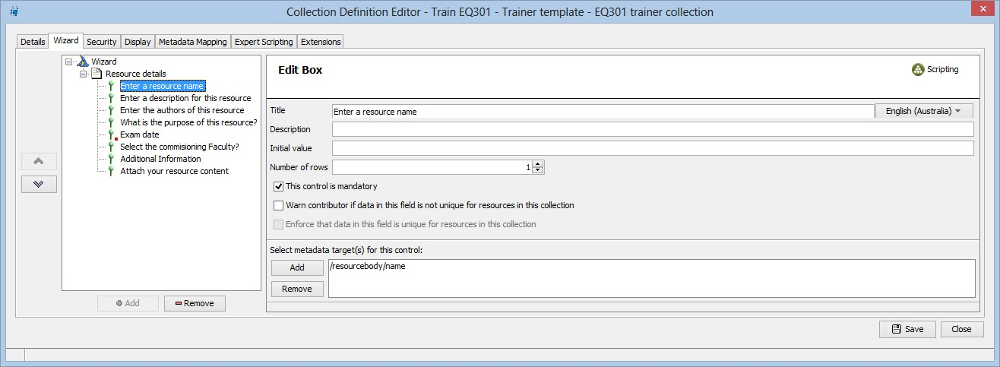 Collection Definition Editor - Train EQ301 - Trainer template - EQ301 trainer collection
Details Wizard Security Display Metadata Mapping Expert Scripting Extensions
Wizard
Resource details
Enter a resource name
Enter a description for this resource
Enter the authors of this resource
What is the purpose of this resource?
Exam date
Select the commisioning Faculty?
Additional Information
Attach your resource content
Add Remove
Edit Box Scripting
Title Enter a resource name English (Australia)
Description
Initial value
Number of rows 1
This control is mandatory
Warn contributor if data in this field is not unique for resources in this collection
Enforce that data in this field is unique for resources in this collection
Select metadata target(s) for this control:
Add /resourcebody/name
Remove
Save Close